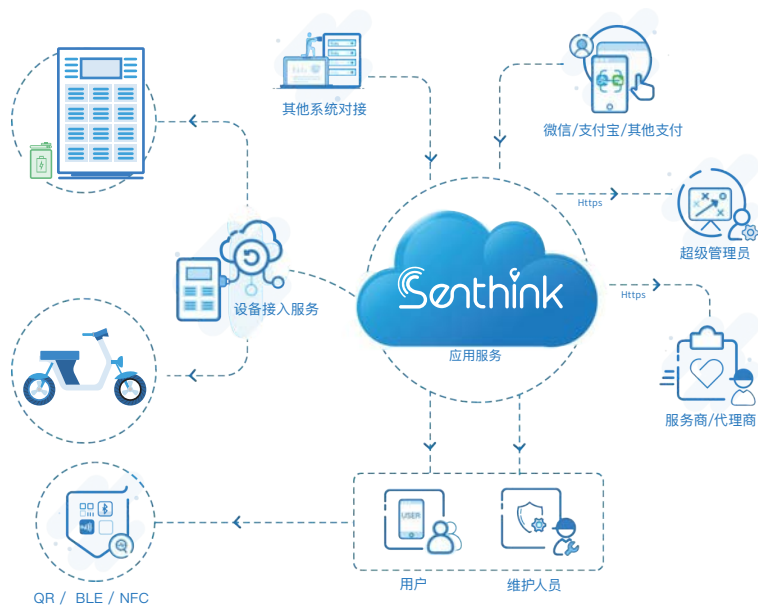 其他系统对接
微信/支付宝/其他支付
Https
超级管理员
设备接入服务
Senthink
Https
应用服务
服务商/代理商
USER
用户
维护人员
QR / BLE / NFC